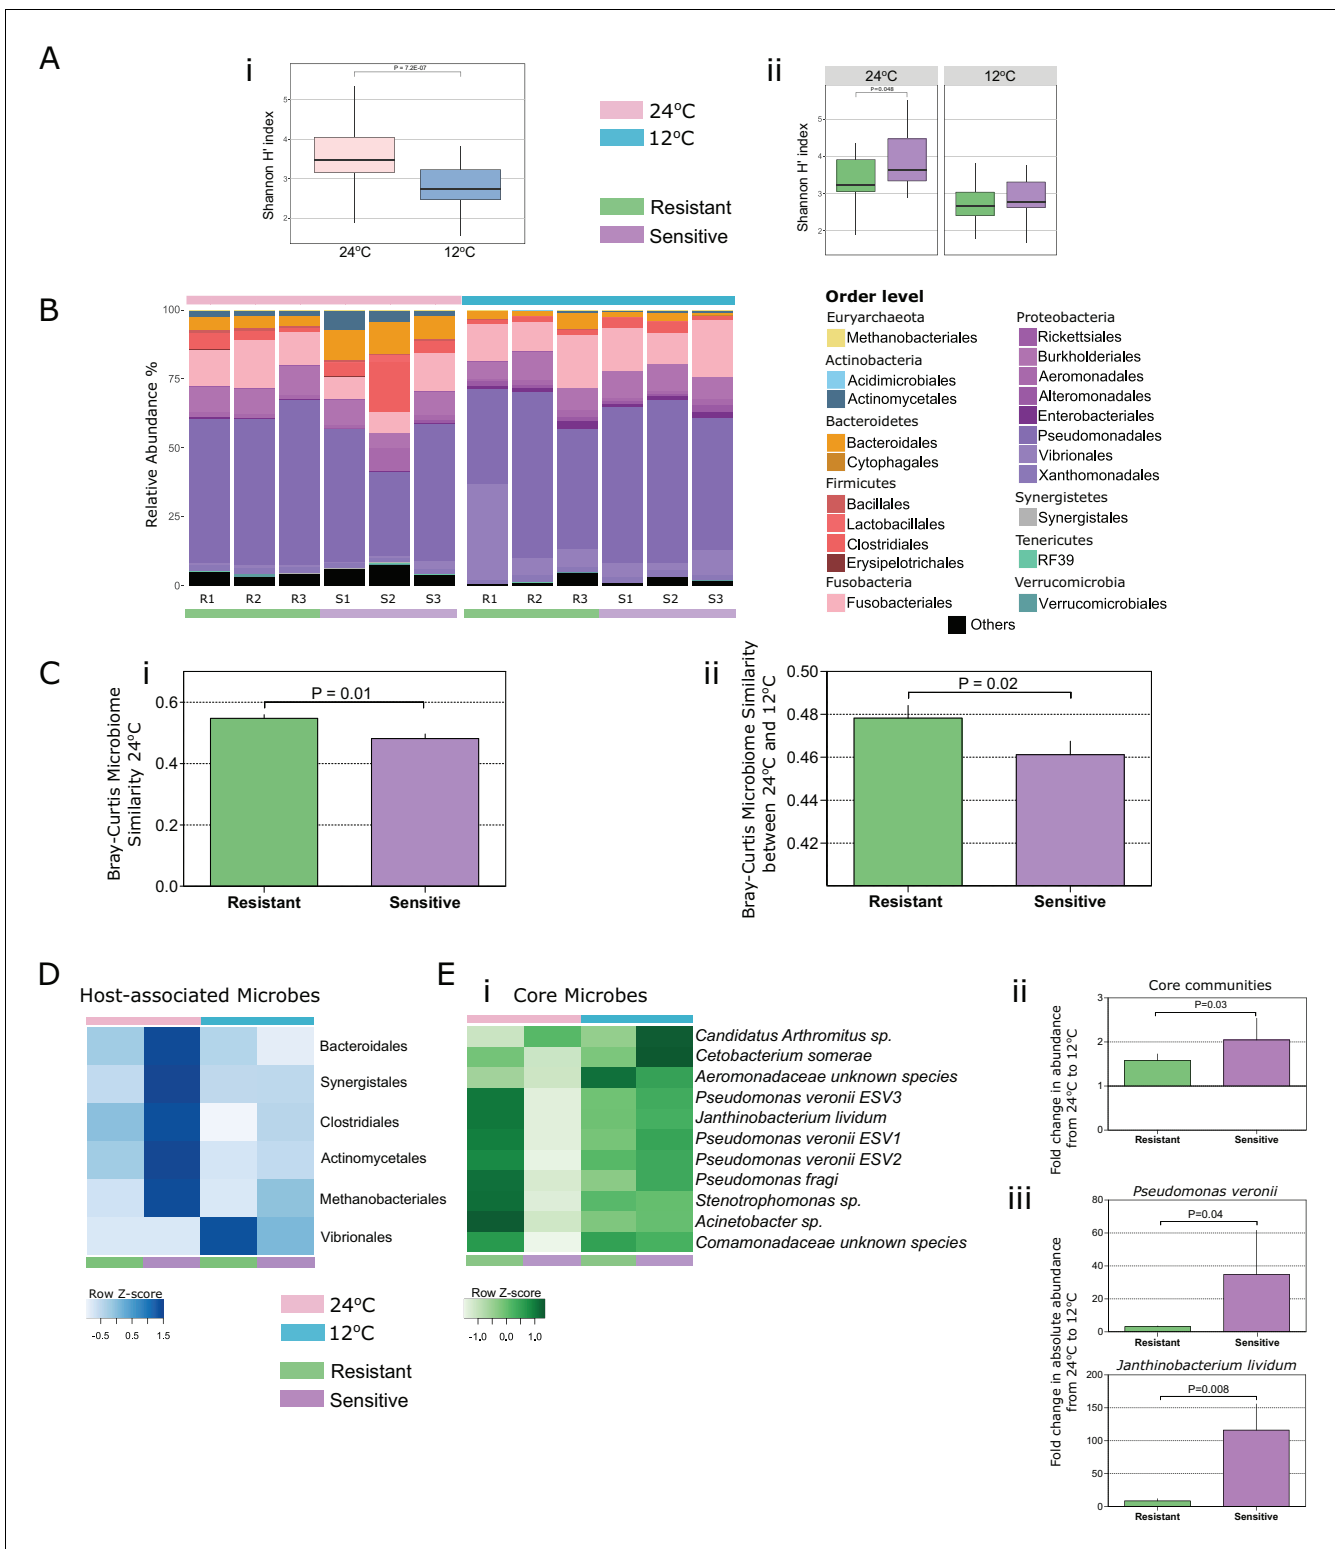 A
i
P = 7.2E-07
Shannon H' index
5
4
3
2
24°C
12°C
24°C
12°C
Resistant
Sensitive
ii
24°C
12°C
P=0.048
Shannon H' index
5
4
3
2
B
Relative Abundance %
100
75
50
25
0
R1 R2 R3 S1 S2 S3 R1 R2 R3 S1 S2 S3
Order level
Euryarchaeota
Methanobacteriales
Actinobacteria
Acidimicrobiales
Actinomycetales
Bacteroidetes
Bacteroidales
Cytophagales
Firmicutes
Bacillales
Lactobacillales
Clostridiales
Erysipelotrichales
Fusobacteria
Fusobacteriales
Proteobacteria
Rickettsiales
Burkholderiales
Aeromonadales
Alteromonadales
Enterobacteriales
Pseudomonadales
Vibrionales
Xanthomonadales
Synergistetes
Synergistales
Tenericutes
RF39
Verrucomicrobia
Verrucomicrobiales
Others
C
i
Bray-Curtis Microbiome
Similarity 24°C
0.6
0.4
0.2
0.0
P = 0.01
Resistant
Sensitive
ii
Bray-Curtis Microbiome Similarity
between 24°C and 12°C
0.50
0.48
0.46
0.44
0.42
P = 0.02
Resistant
Sensitive
D
Host-associated Microbes
Bacteroidales
Synergistales
Clostridiales
Actinomycetales
Methanobacteriales
Vibrionales
Row Z-score
-0.5 0.5 1.5
24°C
12°C
Resistant
Sensitive
E
i
Core Microbes
Candidatus Arthromitus sp.
Cetobacterium somerae
Aeromonadaceae unknown species
Pseudomonas veronii ESV3
Janthinobacterium lividum
Pseudomonas veronii ESV1
Pseudomonas veronii ESV2
Pseudomonas fragi
Stenotrophomonas sp.
Acinetobacter sp.
Comamonadaceae unknown species
Row Z-score
-1.0 0.0 1.0
ii
Core communities
Fold change in abundance
from 24°C to 12°C
3
2
1
0
P=0.03
Resistant
Sensitive
iii
Fold change in absolute abundance
from 24°C to 12°C
Pseudomonas veronii
80
60
40
20
0
P=0.04
Resistant
Sensitive
Janthinobacterium lividum
200
150
100
50
0
P=0.008
Resistant
Sensitive